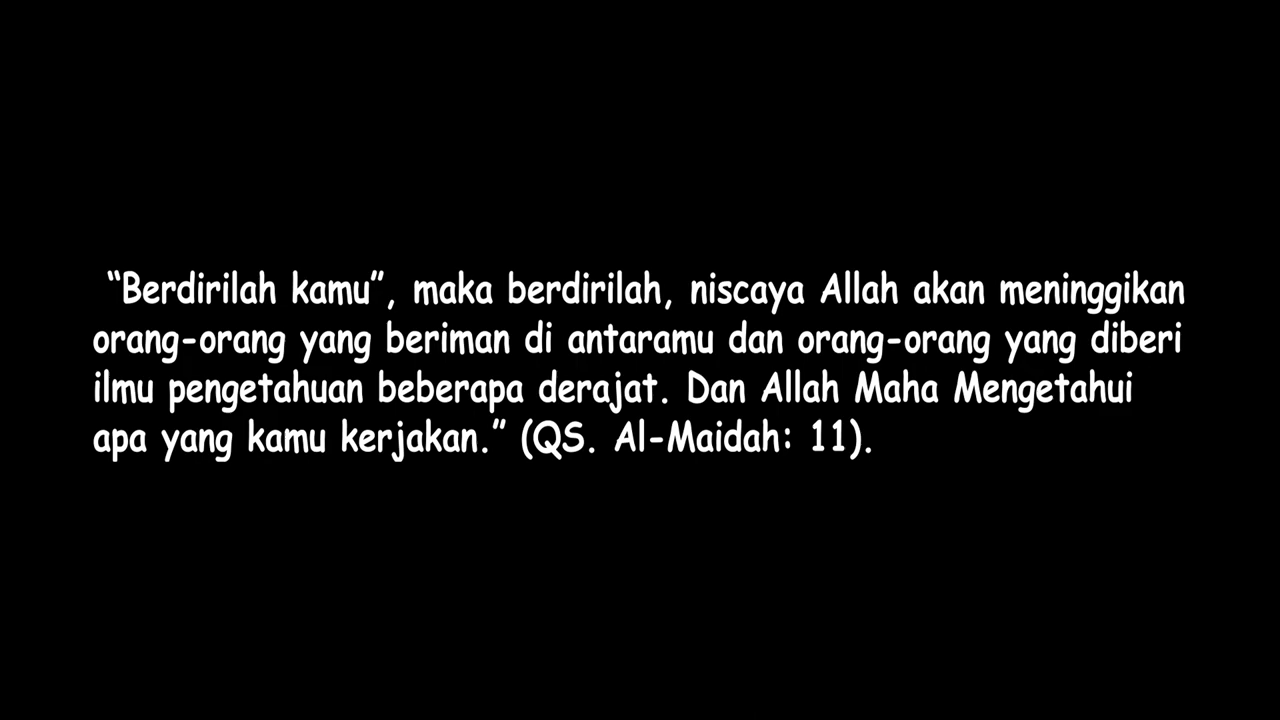 “Berdirilah kamu”, maka berdirilah, niscaya Allah akan meninggikan
orang-orang yang beriman di antaramu dan orang-orang yang diberi
ilmu pengetahuan beberapa derajat. Dan Allah Maha Mengetahui
apa yang kamu kerjakan.” (QS. Al-Maidah: 11).